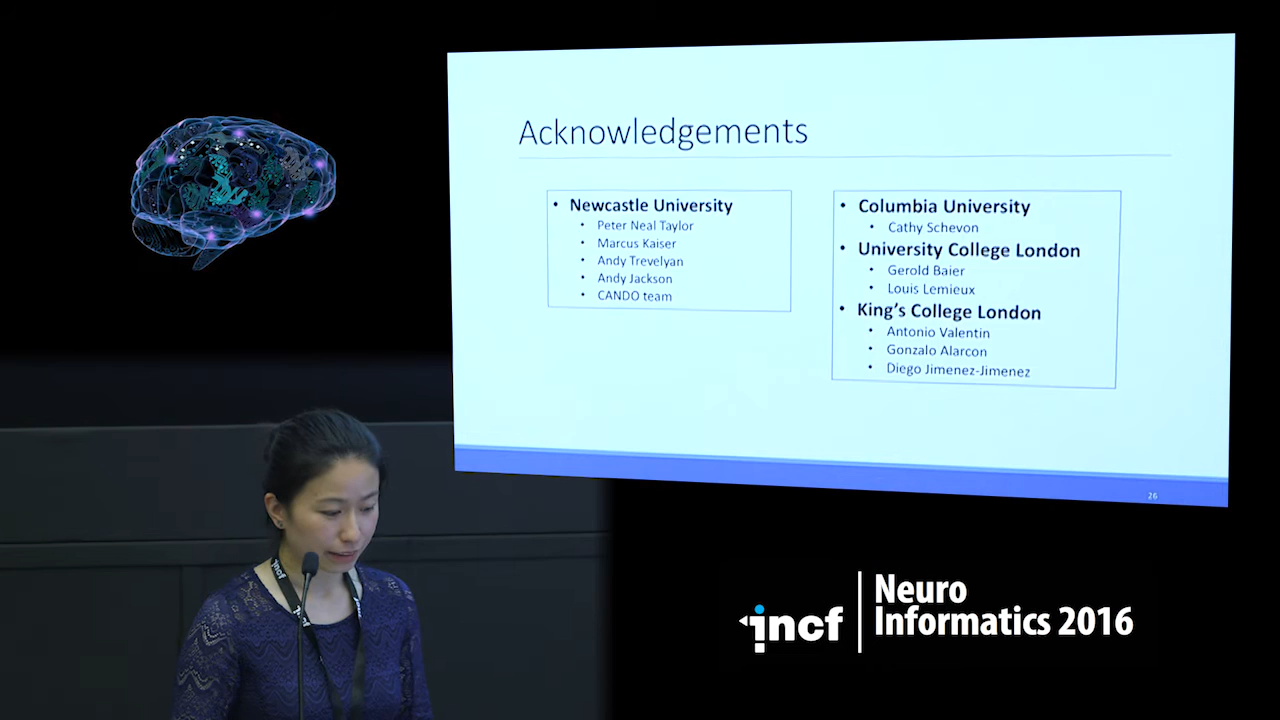 Acknowledgements
• Newcastle University
• Peter Neal Taylor
• Marcus Kaiser
• Andy Trevelyan
• Andy Jackson
• CANDO team
• Columbia University
• Cathy Schevon
• University College London
• Gerold Baier
• Louis Lemieux
• King's College London
• Antonio Valentin
• Gonzalo Alarcon
• Diego Jimenez-Jimenez
26
incf
incf
Neuro
Informatics 2016